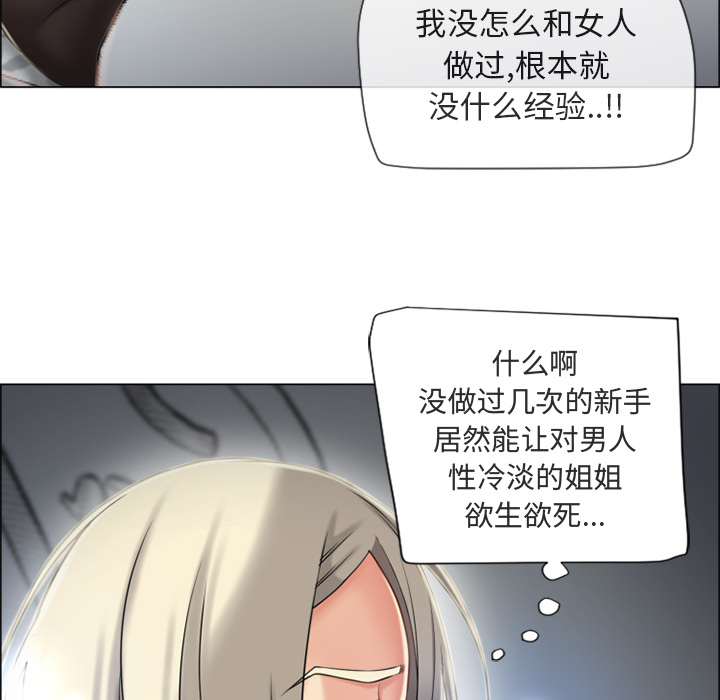 我没怎么和女人
做过,根本就
没什么经验..!!
什么啊
没做过几次的新手
居然能让对男人
性冷淡的姐姐
欲生欲死...